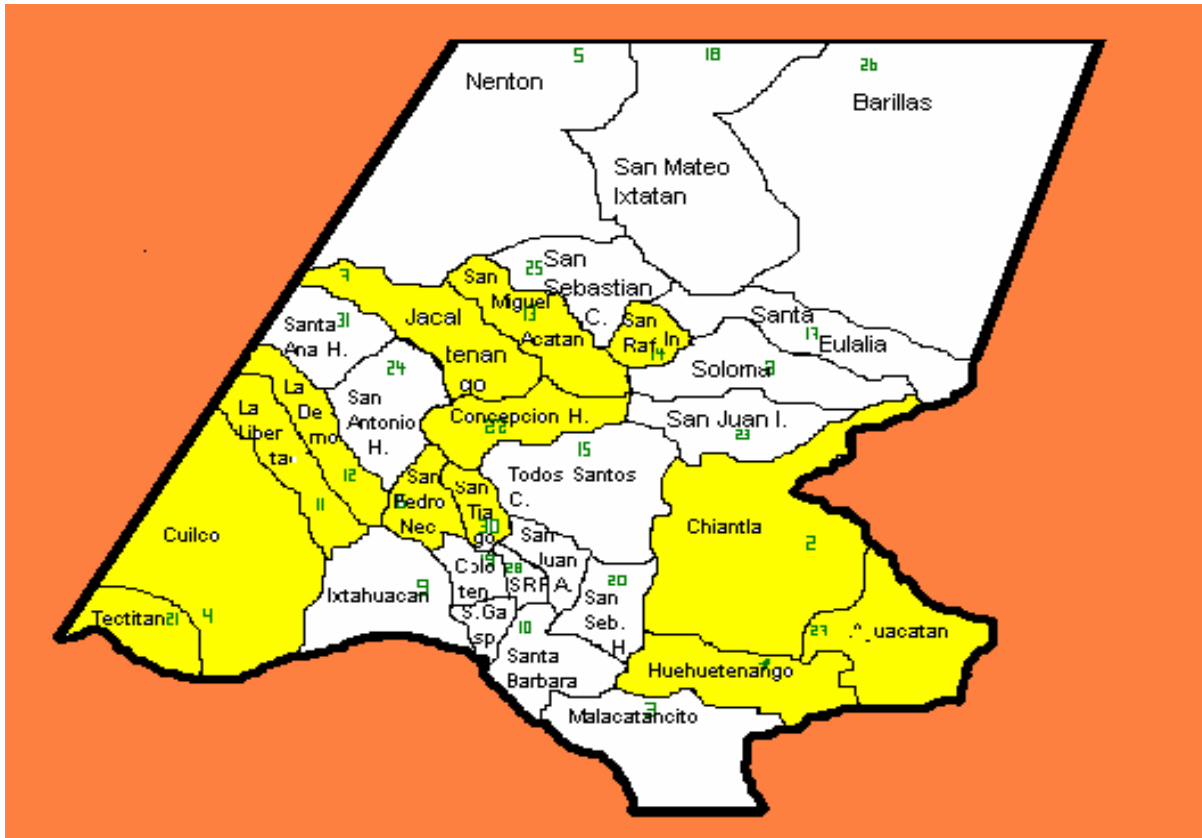 5
18
26
Nenton
Barillas
San Mateo
Ixtatan
25
San
Sebastian
C.
7
San
Miguel
13
Acatan
Santa
31
Ana H.
Jacal
tenan
go
San
Raf
In
14
Santa
17
Eulalia
24
San
Antonio
H.
Soloma
La
De
mo
12
La
Liber
11
Concepcion H.
22
San Juan I.
23
15
Todos Santos
C.
San
Pedro
Nec
San
Tia
go
30
Chiantla
2
Cuilco
San
Juan
A.
19
Colo
ten
28
SRP
20
San
Seb.
H.
Ixtahuacan
9
Tectitan
21
4
S. Ga
sp
10
Santa
Barbara
27
Huehuetenango
Malacatancito
3